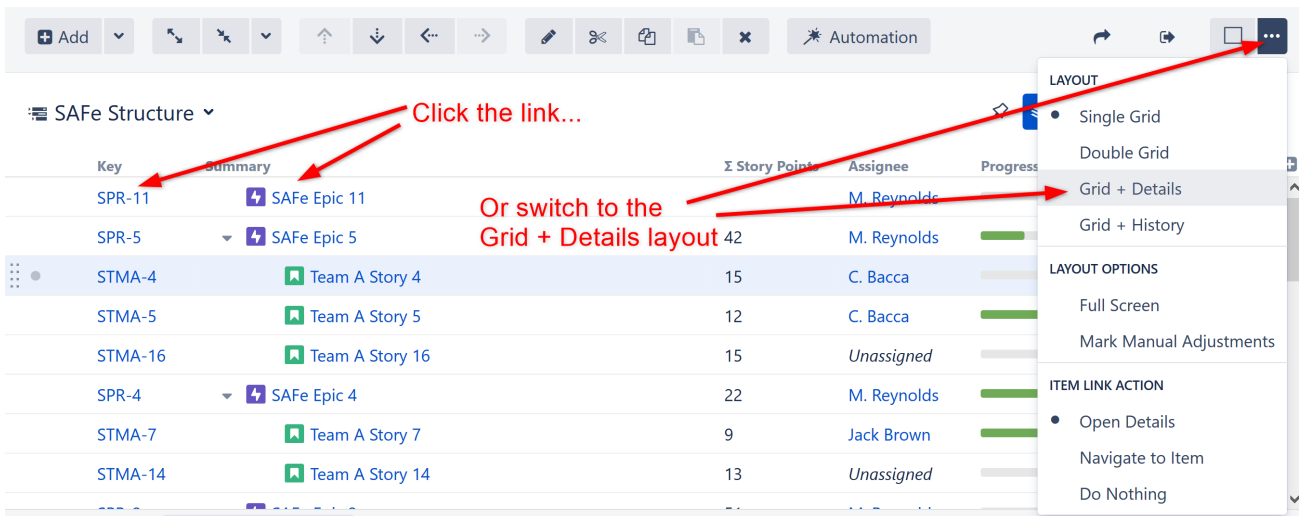 Add
Automation
LAYOUT
SAFe Structure
Click the link...
Single Grid
Double Grid
Key Summary Σ Story Points Assignee Progress
SPR-11 SAFe Epic 11 M. Reynolds
Grid + Details
Or switch to the
Grid + Details layout
Grid + History
SPR-5 SAFe Epic 5 42 M. Reynolds
STMA-4 Team A Story 4 15 C. Bacca
LAYOUT OPTIONS
Full Screen
STMA-5 Team A Story 5 12 C. Bacca
Mark Manual Adjustments
STMA-16 Team A Story 16 15 Unassigned
ITEM LINK ACTION
SPR-4 SAFe Epic 4 22 M. Reynolds
Open Details
STMA-7 Team A Story 7 9 Jack Brown
Navigate to Item
STMA-14 Team A Story 14 13 Unassigned
Do Nothing